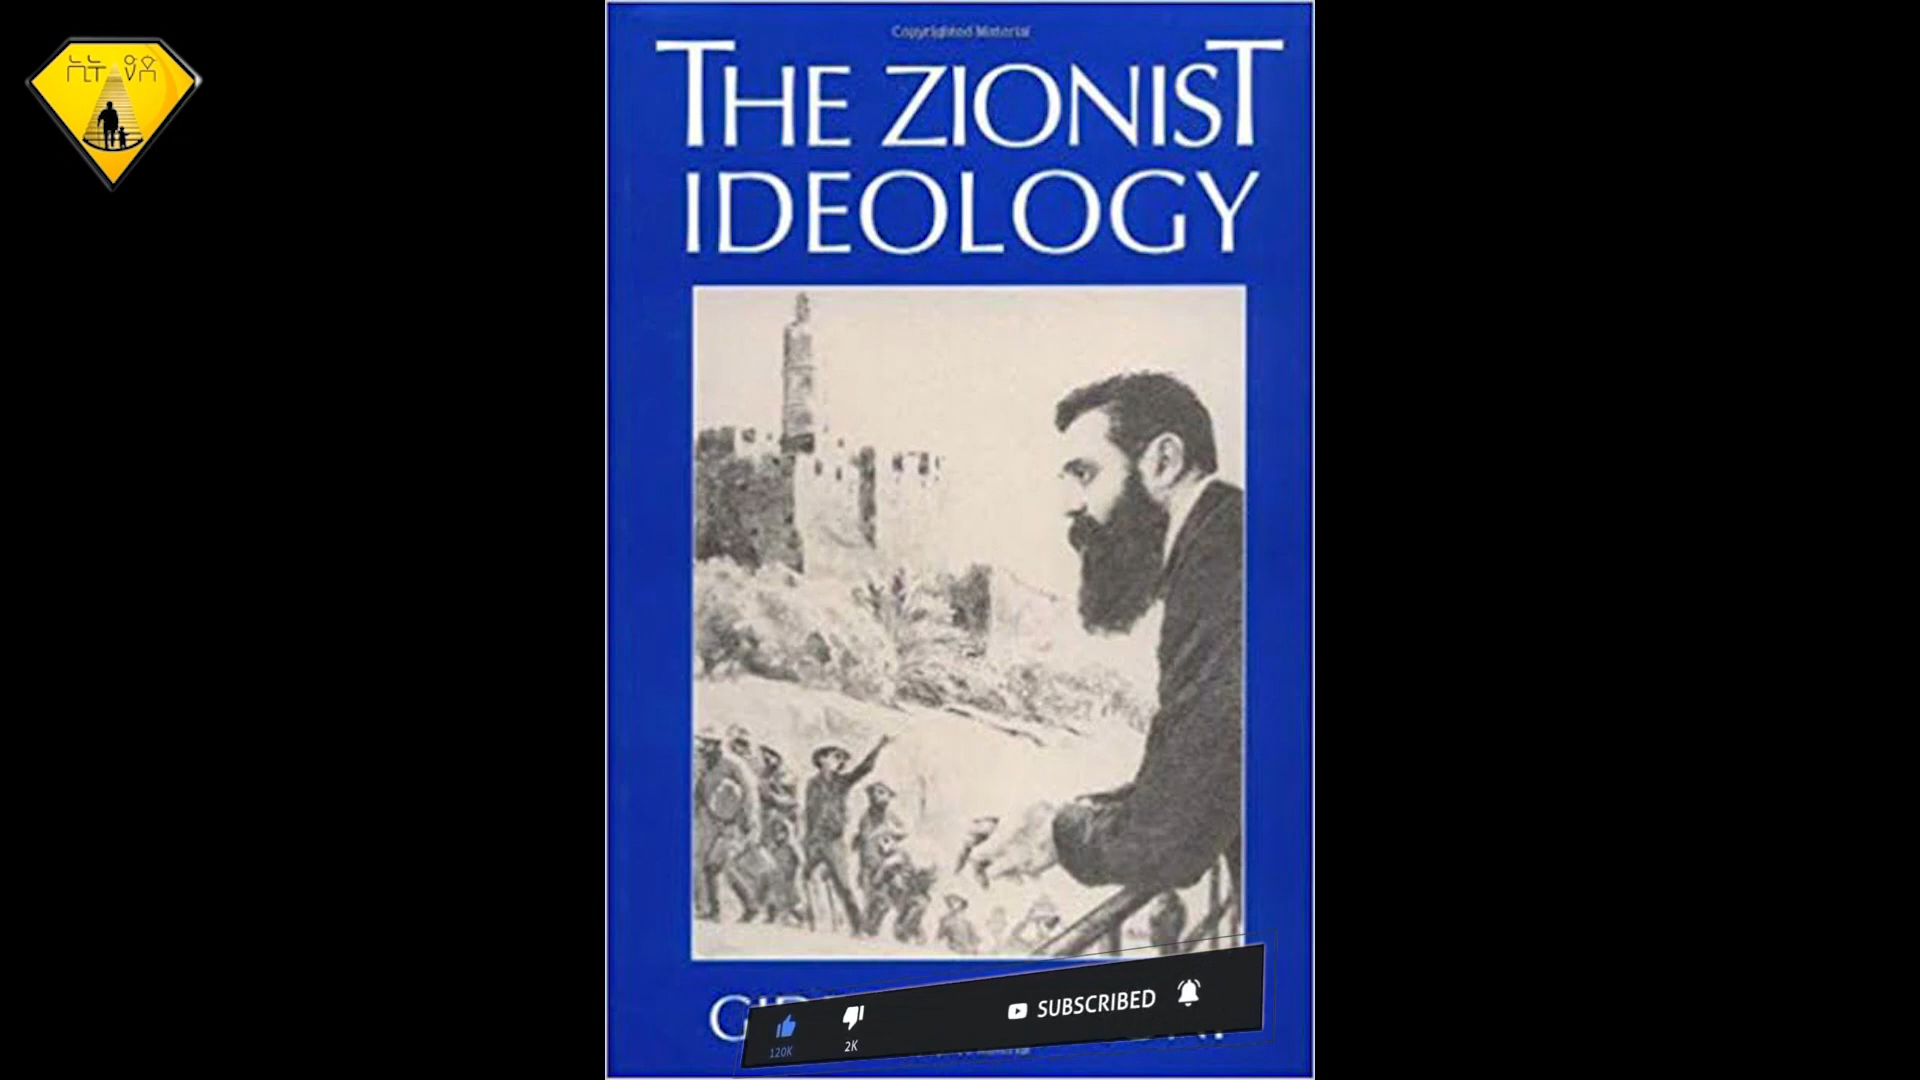 Copyrighted Material
THE ZIONIST
IDEOLOGY
SUBSCRIBED
120K
2K